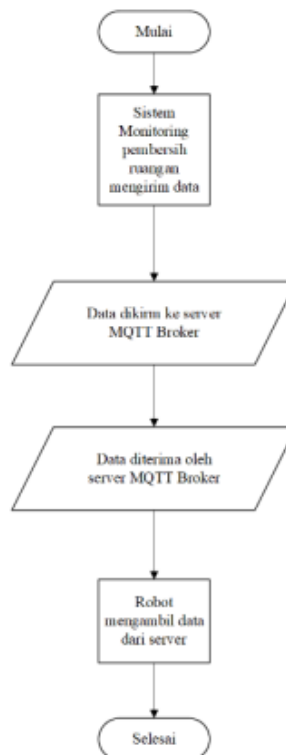 Mulai
Sistem
Monitoring
pembersih
ruangan
mengirim data
Data dikirm ke server
MQTT Broker
Data diterima oleh
server MQTT Broker
Robot
mengambil data
dari server
Selesai